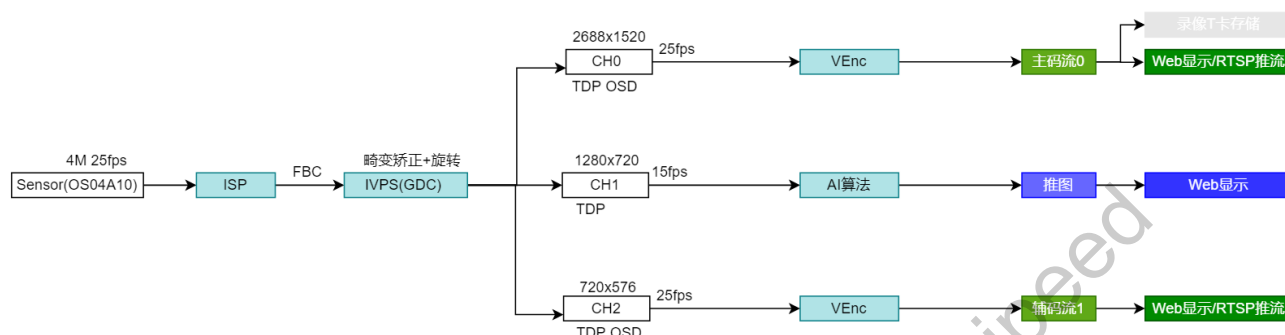 2688x1520
CH0
TDP OSD
25fps
VEnc
主码流0
录像T卡存储
Web显示/RTSP推流
4M 25fps
Sensor(OS04A10)
ISP
FBC
畸变矫正+旋转
IVPS(GDC)
1280x720
CH1
TDP
15fps
AI算法
推图
Web显示
720x576
CH2
TDP OSD
25fps
VEnc
辅码流1
Web显示/RTSP推流